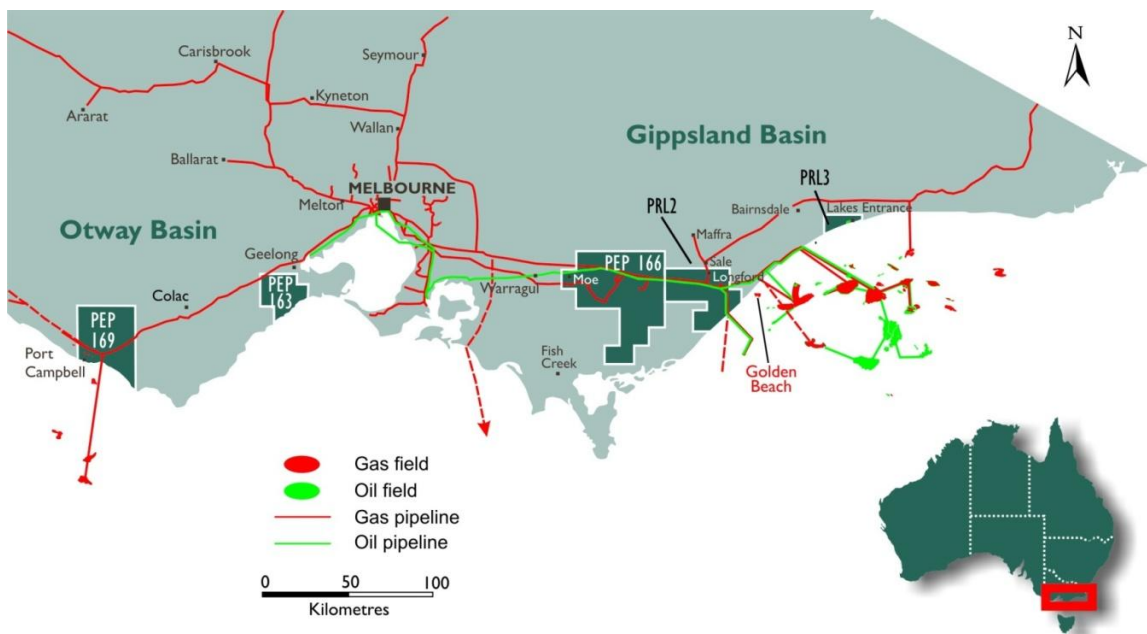 N
Seymour
Carisbrook
Kyneton
Ararat
Wallan
Gippsland Basin
Ballarat
PRL3
MELBOURNE
Melton
PRL2
Bairnsdale
Lakes Entrance
Otway Basin
Maffra
Geelong
Sale
PEP 166
Longford
Moe
PEP
163
Warragul
Colac
PEP
169
Port
Campbell
Fish
Creek
Golden
Beach
Gas field
Oil field
Gas pipeline
Oil pipeline
0 50 100
Kilometres